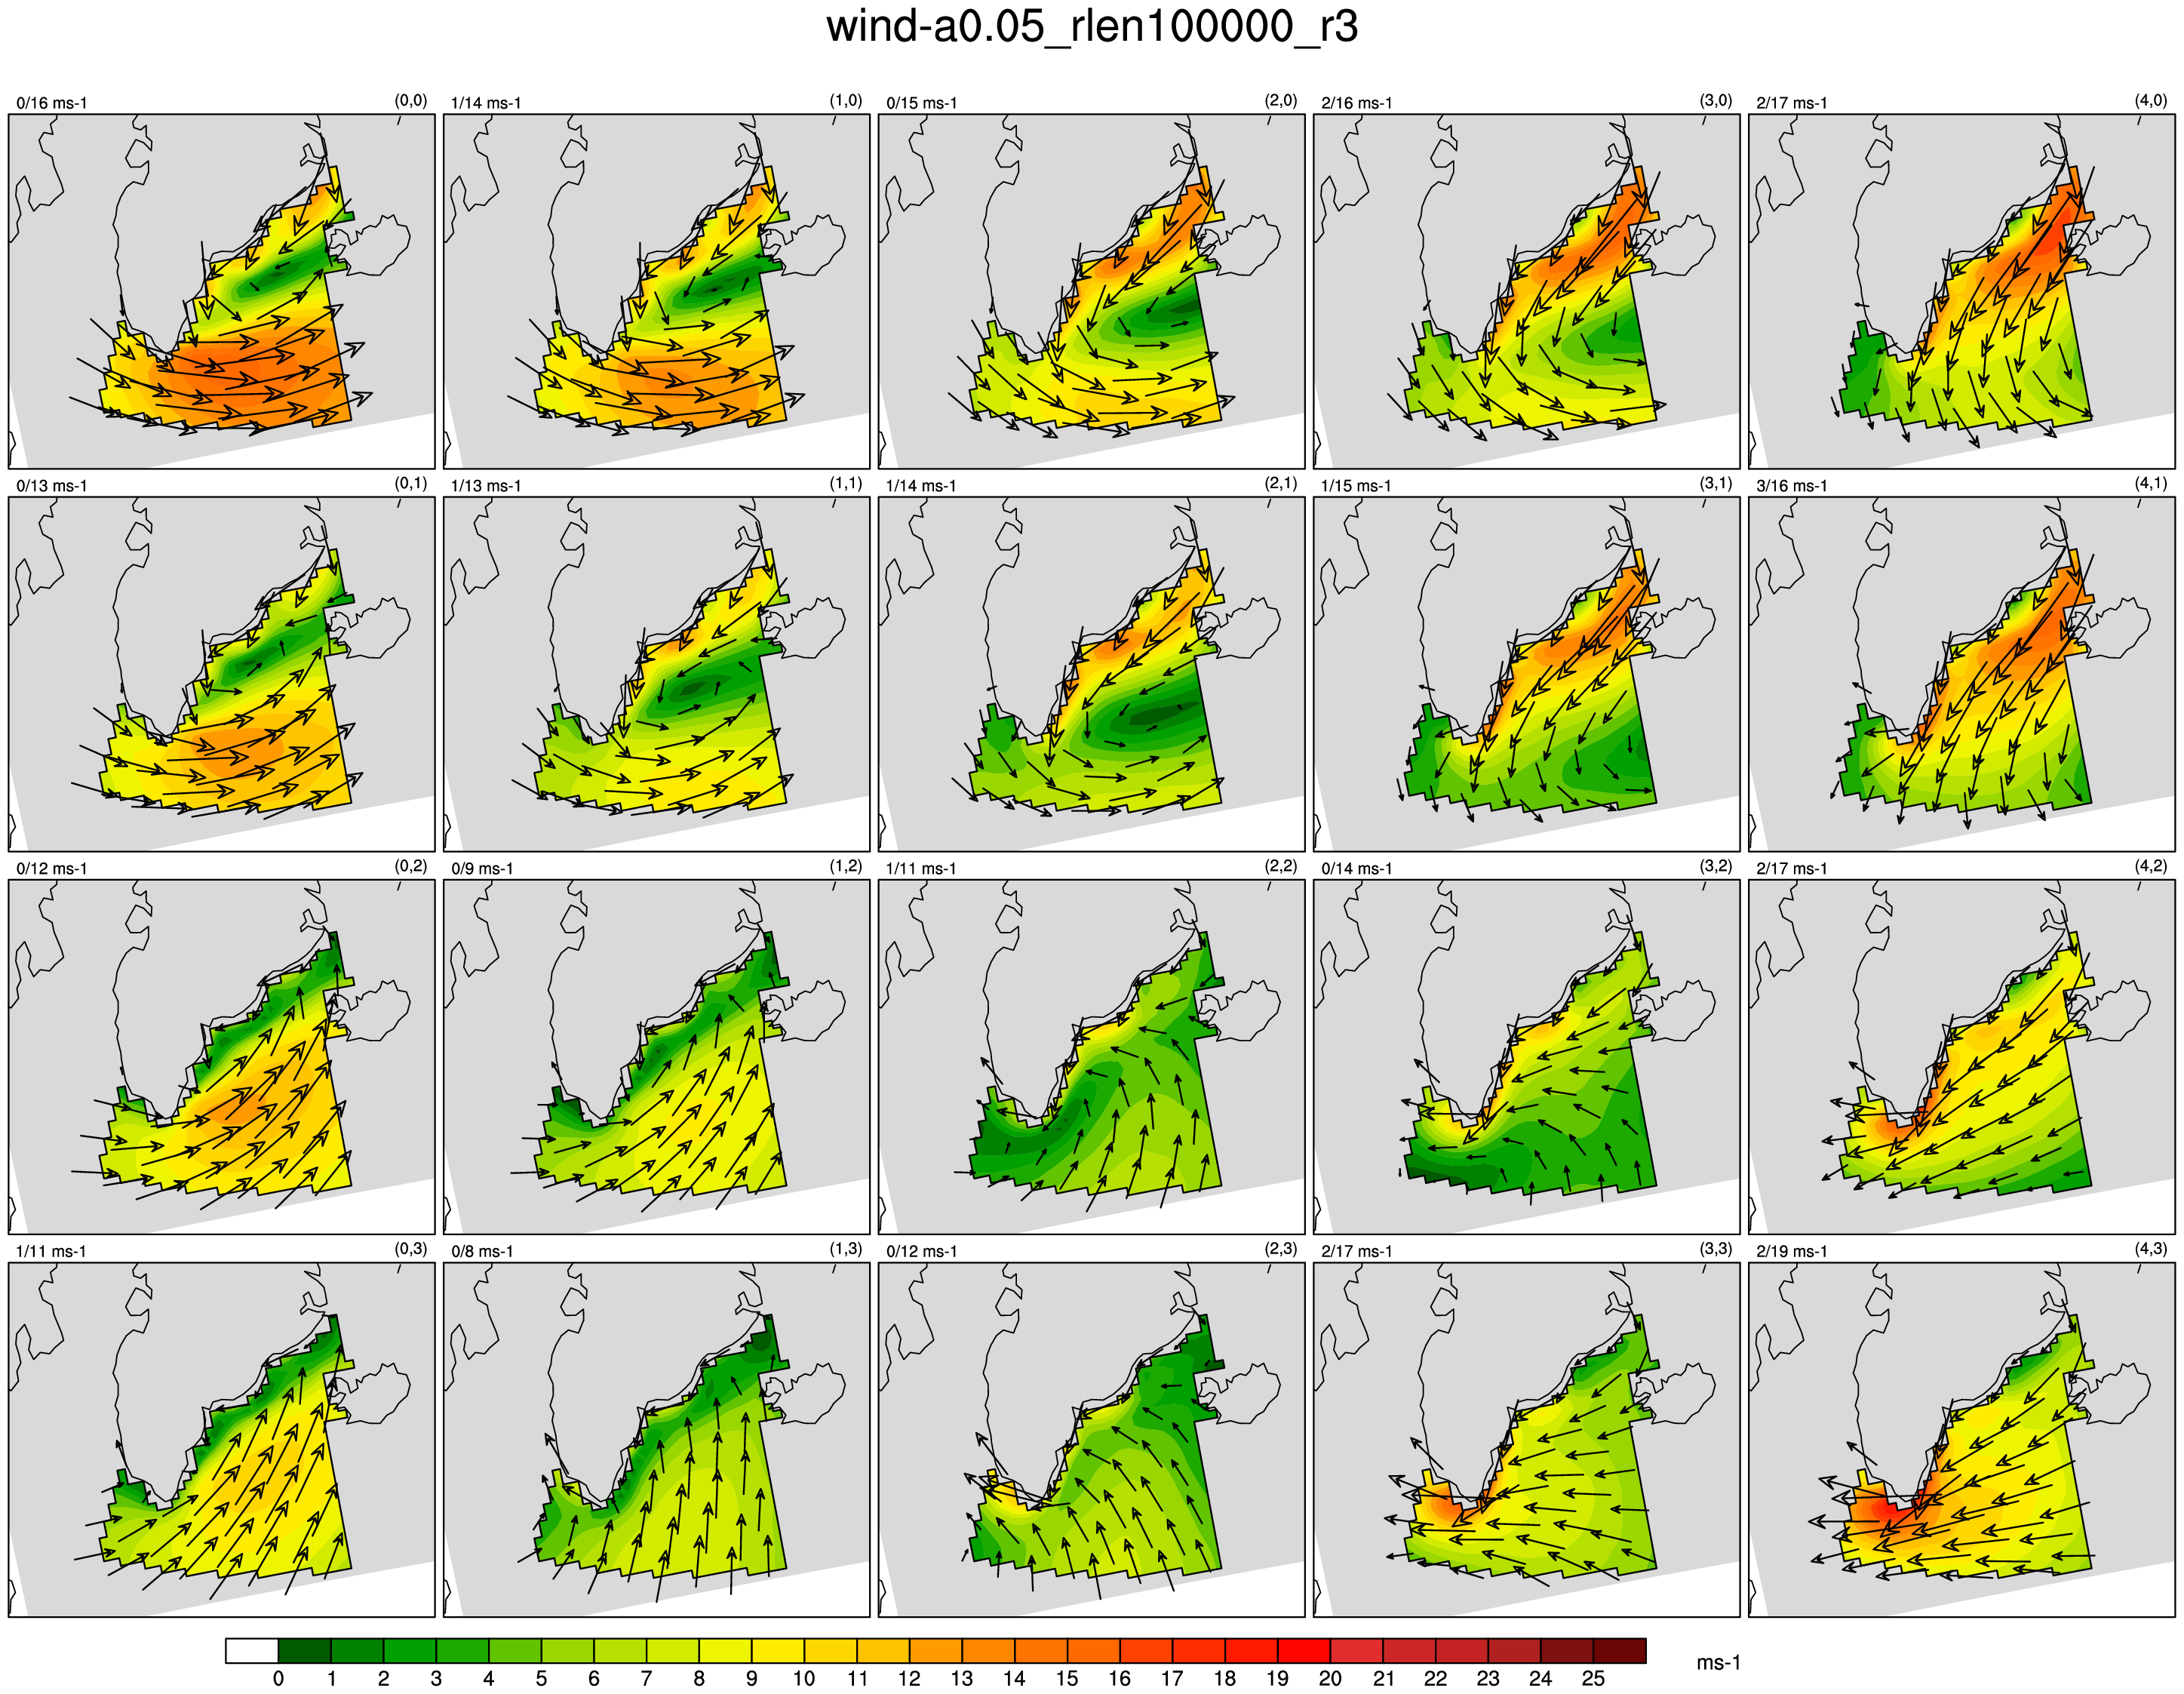 wind-a0.05_rlen100000_r3
0/16 ms-1 (0,0) 1/14 ms-1 (1,0) 0/15 ms-1 (2,0) 2/16 ms-1 (3,0) 2/17 ms-1 (4,0)
0/13 ms-1 (0,1) 1/13 ms-1 (1,1) 1/14 ms-1 (2,1) 1/15 ms-1 (3,1) 3/16 ms-1 (4,1)
0/12 ms-1 (0,2) 0/9 ms-1 (1,2) 1/11 ms-1 (2,2) 0/14 ms-1 (3,2) 2/17 ms-1 (4,2)
1/11 ms-1 (0,3) 0/8 ms-1 (1,3) 0/12 ms-1 (2,3) 2/17 ms-1 (3,3) 2/19 ms-1 (4,3)
0 1 2 3 4 5 6 7 8 9 10 11 12 13 14 15 16 17 18 19 20 21 22 23 24 25 ms-1